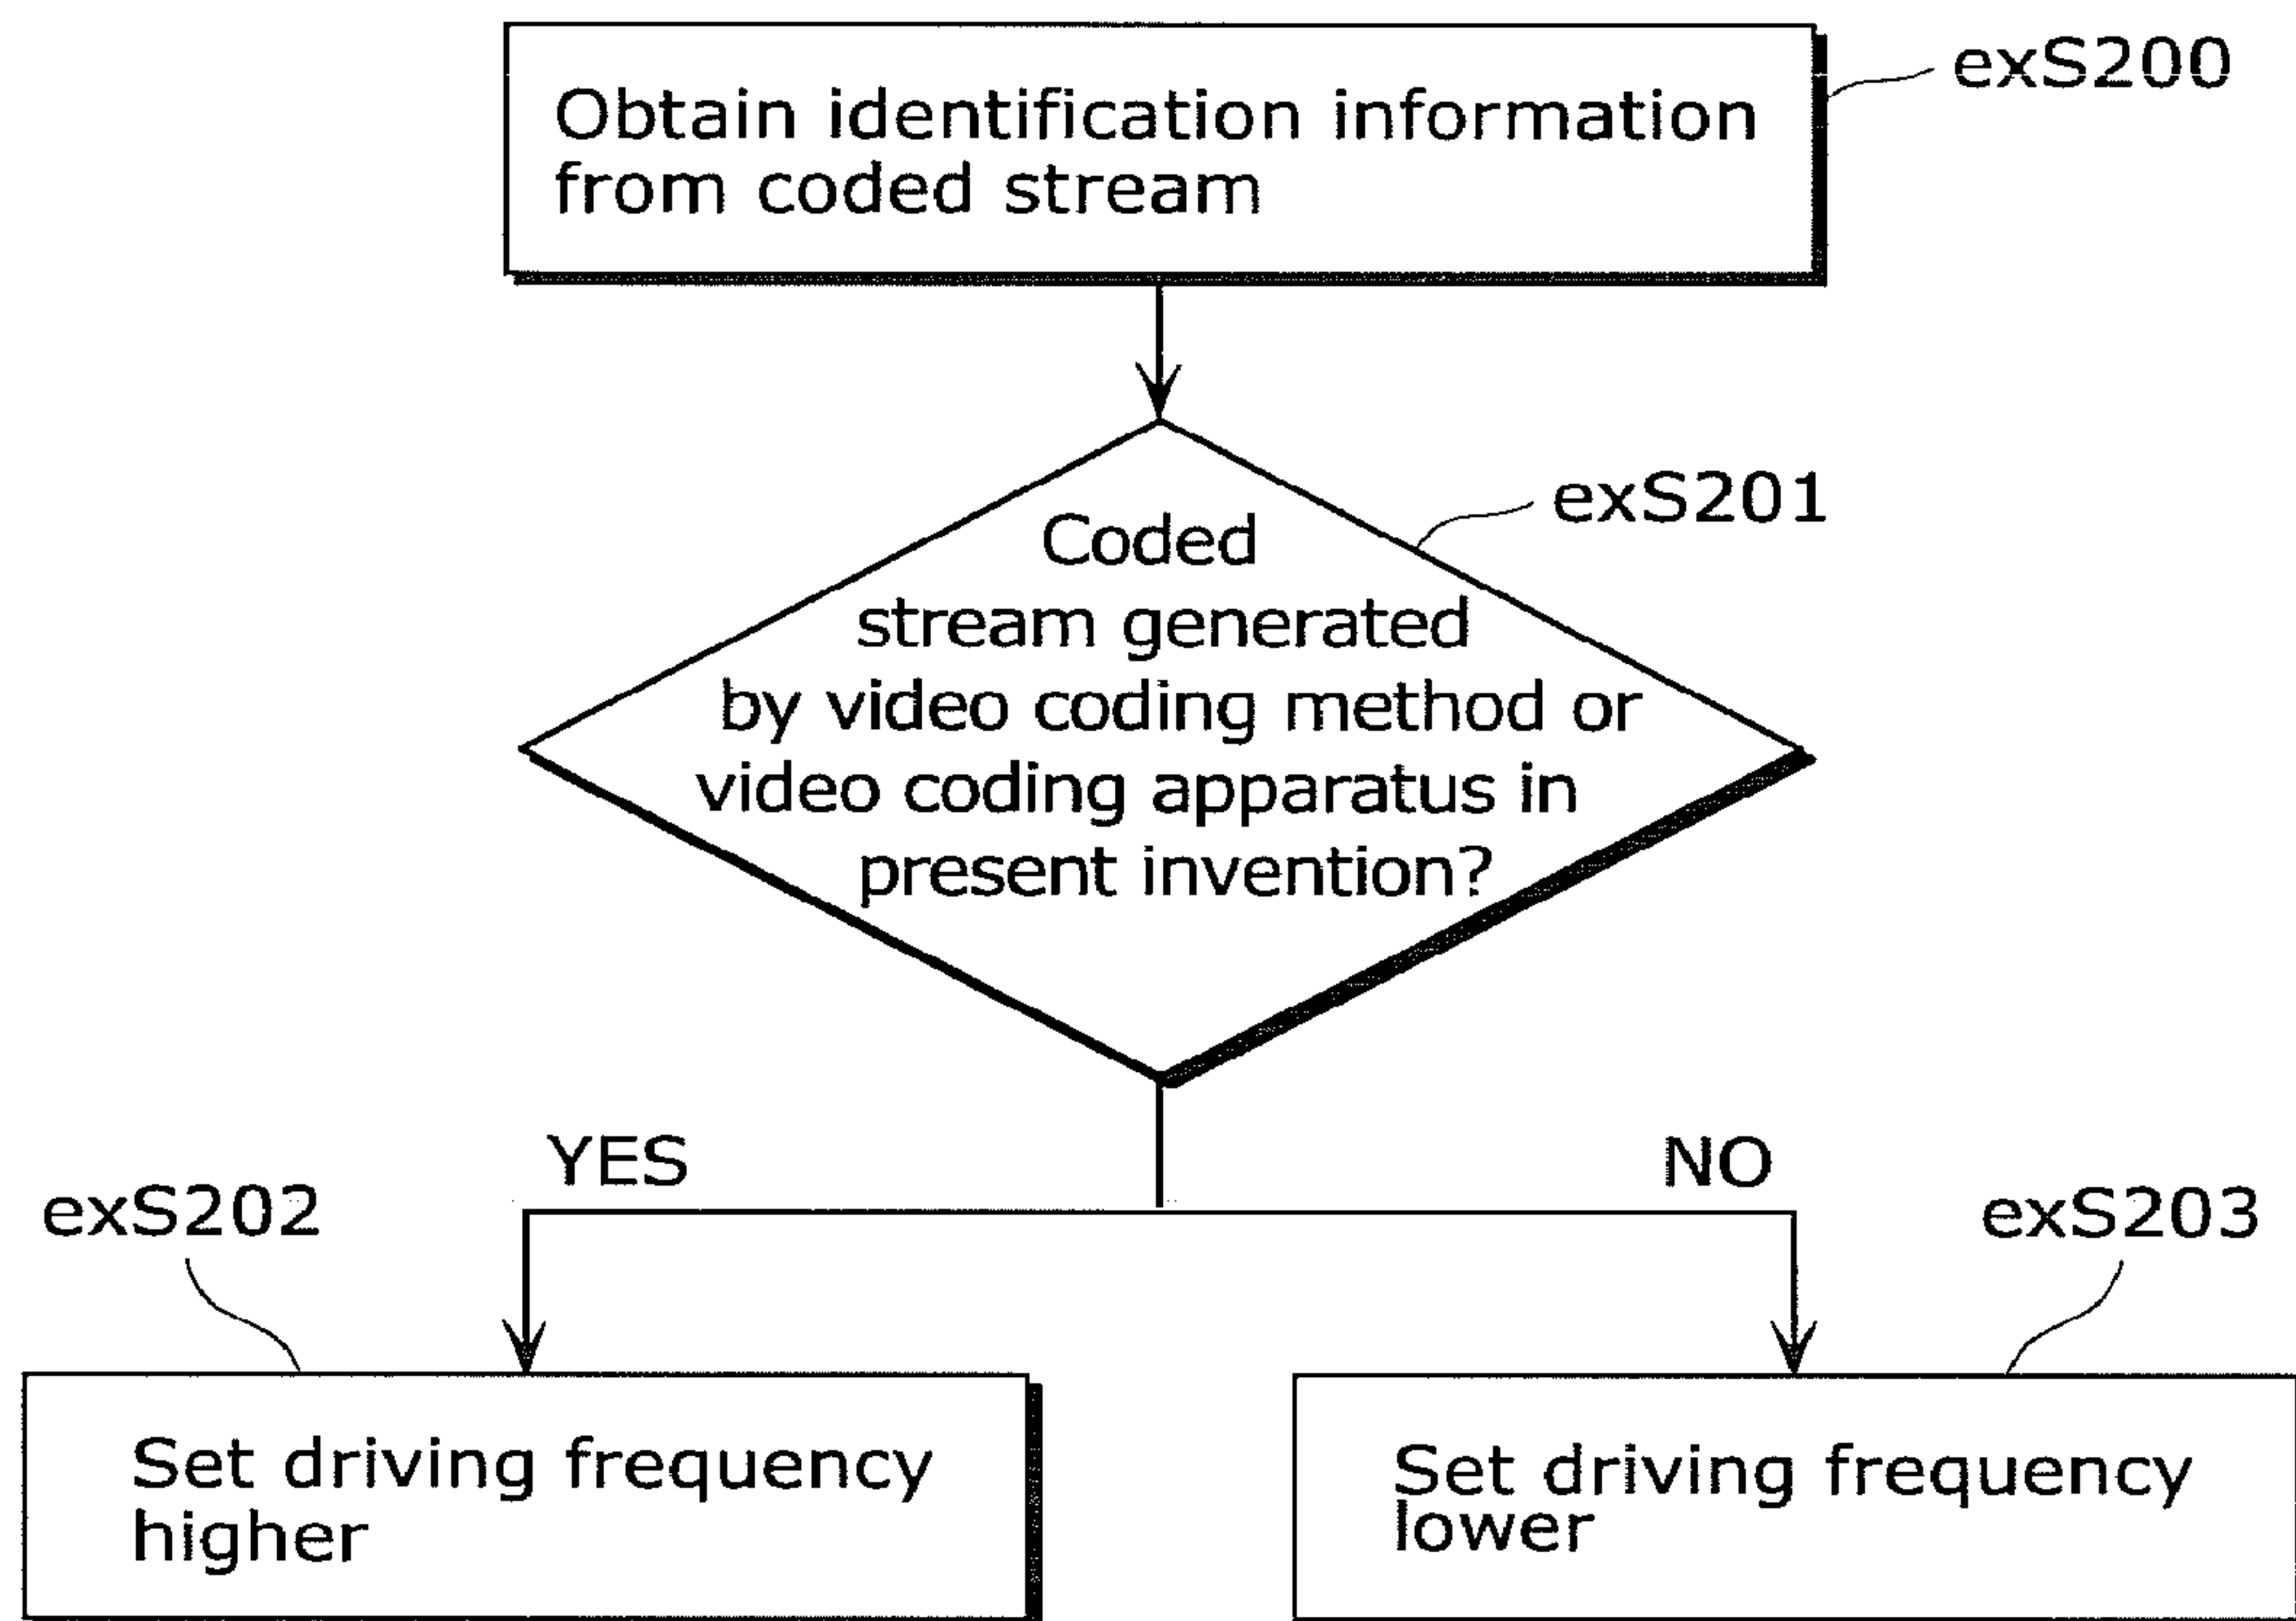 exS200
Obtain identification information
from coded stream
exS201
Coded
stream generated
by video coding method or
video coding apparatus in
present invention?
YES
NO
exS202
exS203
Set driving frequency
higher
Set driving frequency
lower